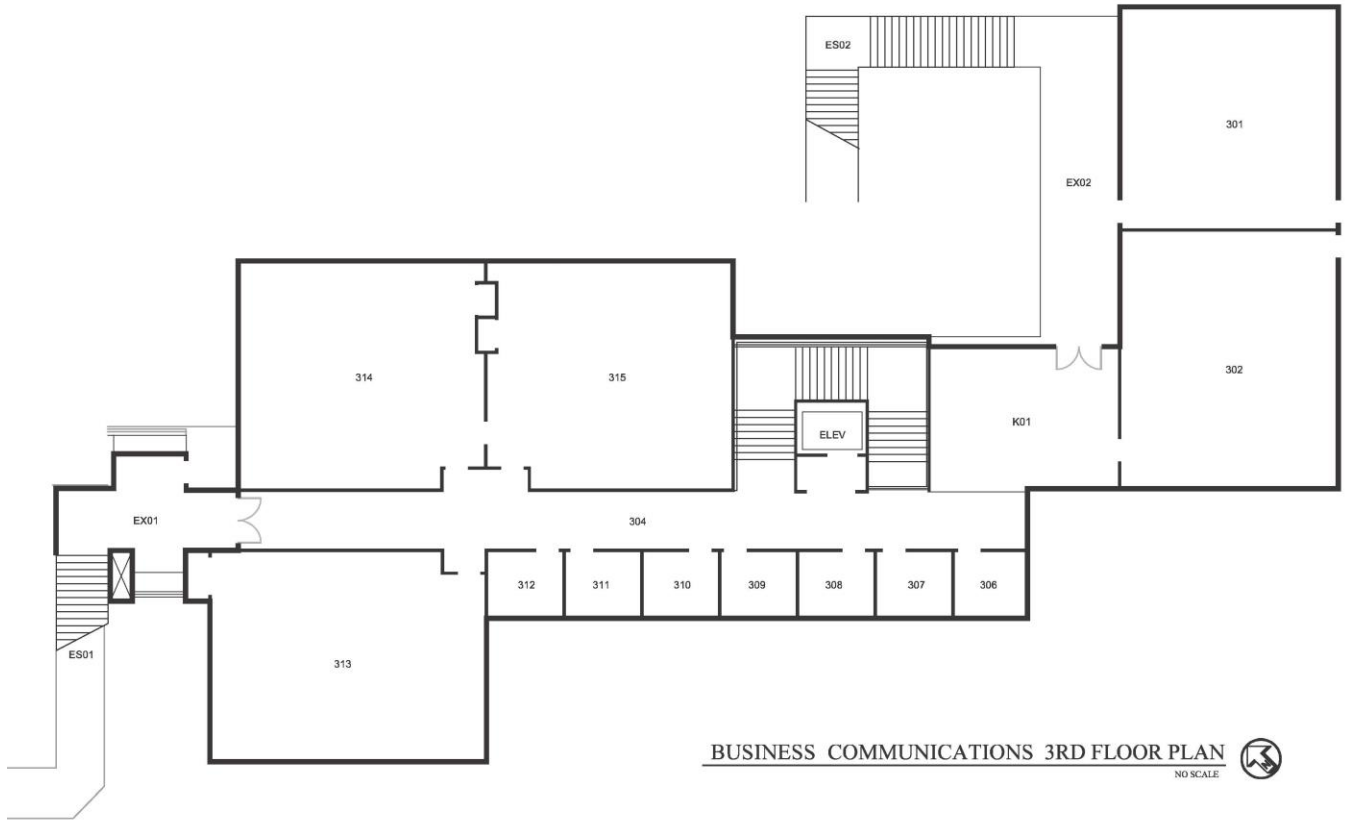 ES02
301
EX02
314
315
302
K01
ELEV
EX01
304
312
311
310
309
308
307
306
ES01
313
BUSINESS COMMUNICATIONS 3RD FLOOR PLAN
NO SCALE
N